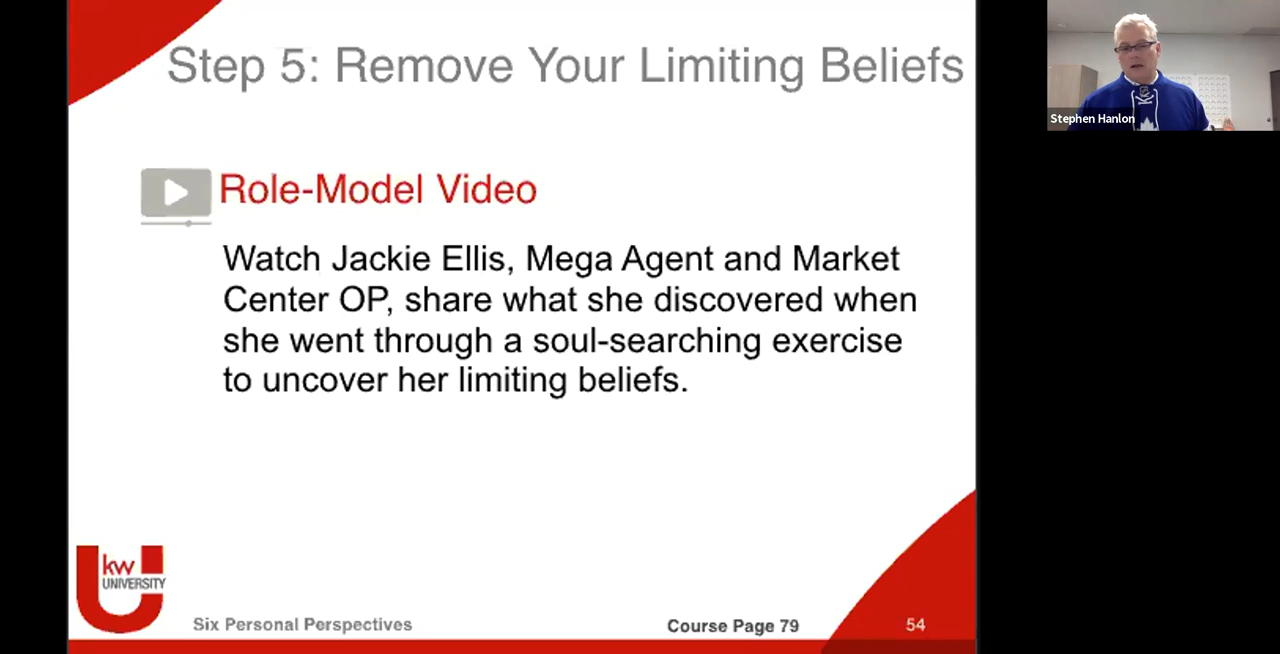 Step 5: Remove Your Limiting Beliefs
Stephen Hanlon
Role-Model Video
Watch Jackie Ellis, Mega Agent and Market
Center OP, share what she discovered when
she went through a soul-searching exercise
to uncover her limiting beliefs.
kw
UNIVERSITY
Six Personal Perspectives
Course Page 79
54